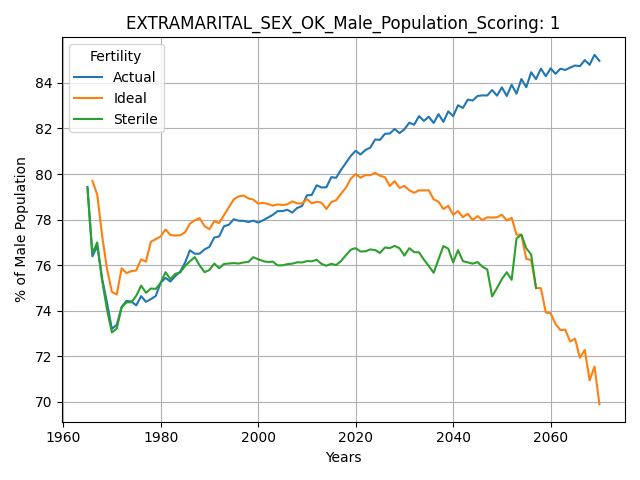 EXTRAMARITAL_SEX_OK_Male_Population_Scoring: 1
Fertility
Actual
Ideal
Sterile
% of Male Population
84
82
80
78
76
74
72
70
1960
1980
2000
2020
2040
2060
Years